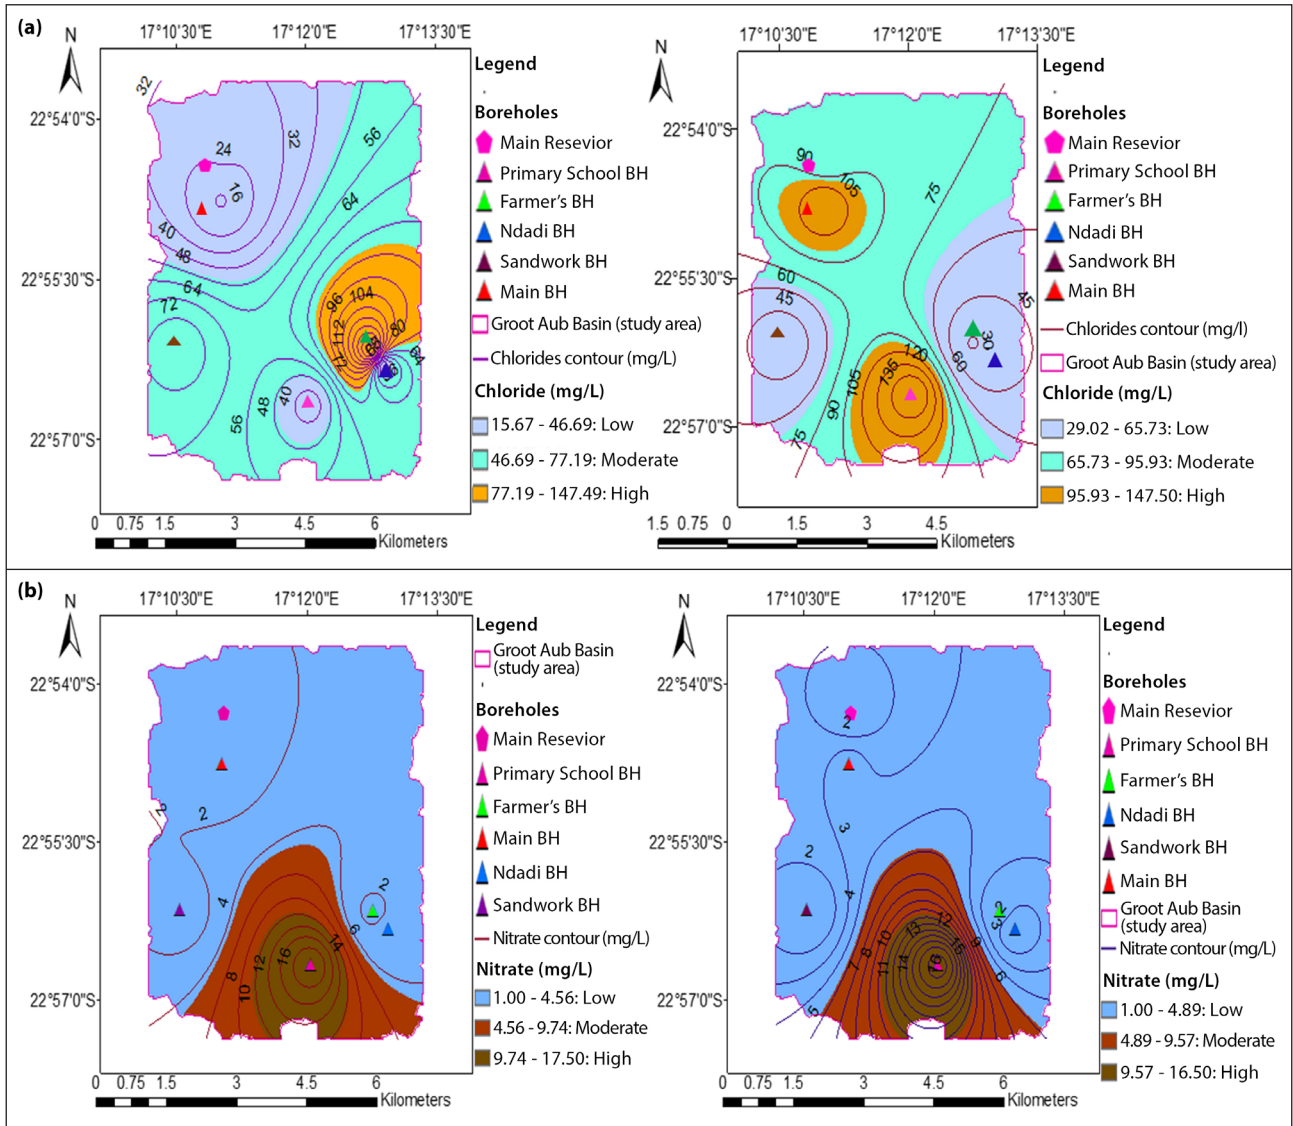 (a)
N
17°10'30"E
17°12'0"E
17°13'30"E
22°54'0"S
22°55'30"S
22°57'0"S
32
24
16
32
40
48
64
72
56
64
96
104
112
72
80
64
40
48
56
0 0.75 1.5 3 4.5 6
Kilometers
Legend
Boreholes
Main Resevior
Primary School BH
Farmer's BH
Ndadi BH
Sandwork BH
Main BH
Groot Aub Basin (study area)
Chlorides contour (mg/L)
Chloride (mg/L)
15.67 - 46.69: Low
46.69 - 77.19: Moderate
77.19 - 147.49: High
N
17°10'30"E
17°12'0"E
17°13'30"E
22°54'0"S
22°55'30"S
22°57'0"S
90
105
75
60
45
45
30
60
120
135
105
90
75
1.5 0.75 0 1.5 3 4.5
Kilometers
Legend
Boreholes
Main Resevior
Primary School BH
Farmer's BH
Ndadi BH
Sandwork BH
Main BH
Chlorides contour (mg/l)
Groot Aub Basin (study area)
Chloride (mg/L)
29.02 - 65.73: Low
65.73 - 95.93: Moderate
95.93 - 147.50: High
(b)
N
17°10'30"E
17°12'0"E
17°13'30"E
22°54'0"S
22°55'30"S
22°57'0"S
2
2
2
4
6
8
10
12
16
14
0 0.75 1.5 3 4.5 6
Kilometers
Legend
Groot Aub Basin
(study area)
Boreholes
Main Resevior
Primary School BH
Farmer's BH
Main BH
Ndadi BH
Sandwork BH
Nitrate contour (mg/L)
Nitrate (mg/L)
1.00 - 4.56: Low
4.56 - 9.74: Moderate
9.74 - 17.50: High
N
17°10'30"E
17°12'0"E
17°13'30"E
22°54'0"S
22°55'30"S
22°57'0"S
2
3
2
4
2
3
12
13
10
9
8
7
11
14
15
16
6
5
0 0.75 1.5 3 4.5 6
Kilometers
Legend
Boreholes
Main Resevior
Primary School BH
Farmer's BH
Ndadi BH
Sandwork BH
Main BH
Groot Aub Basin
(study area)
Nitrate contour (mg/L)
Nitrate (mg/L)
1.00 - 4.89: Low
4.89 - 9.57: Moderate
9.57 - 16.50: High